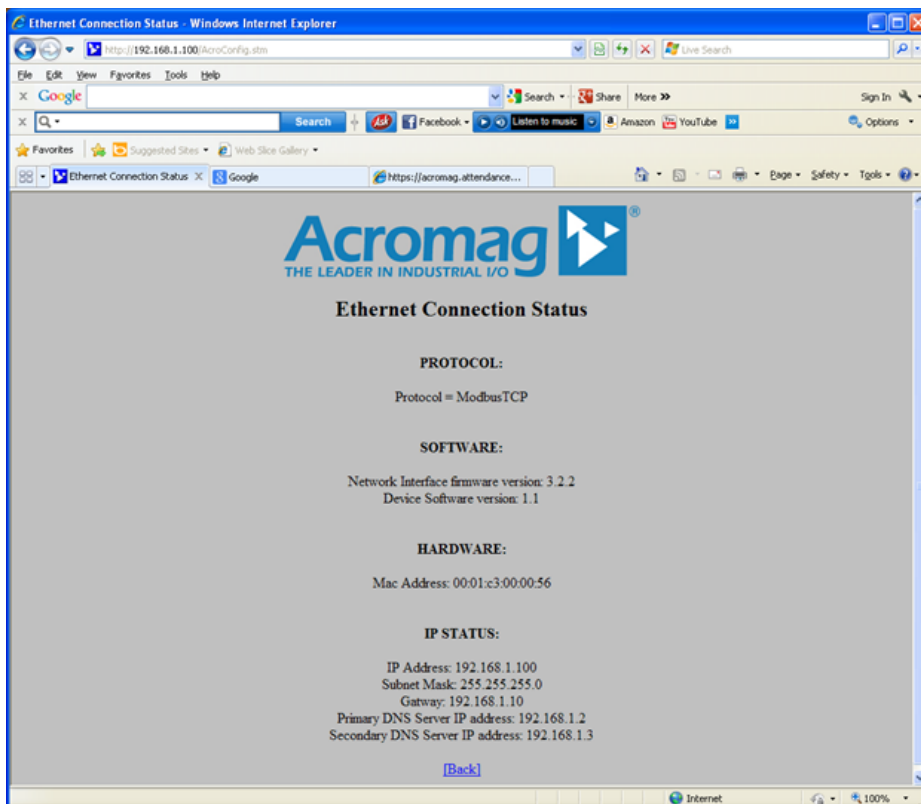 Ethernet Connection Status - Windows Internet Explorer
http://192.168.1.100/AcroConfig.stm
Live Search
File Edit View Favorites Tools Help
Google Search Share More Sign In
Search Ask Facebook Listen to music Amazon YouTube Options
Favorites Suggested Sites Web Slice Gallery
Ethernet Connection Status Google https://acromag.attendance... Page Safety Tools
Acromag ®
THE LEADER IN INDUSTRIAL I/O
Ethernet Connection Status
PROTOCOL:
Protocol = ModbusTCP
SOFTWARE:
Network Interface firmware version: 3.2.2
Device Software version: 1.1
HARDWARE:
Mac Address: 00:01:c3:00:00:56
IP STATUS:
IP Address: 192.168.1.100
Subnet Mask: 255.255.255.0
Gatway: 192.168.1.10
Primary DNS Server IP address: 192.168.1.2
Secondary DNS Server IP address: 192.168.1.3
[Back]
Internet 100%